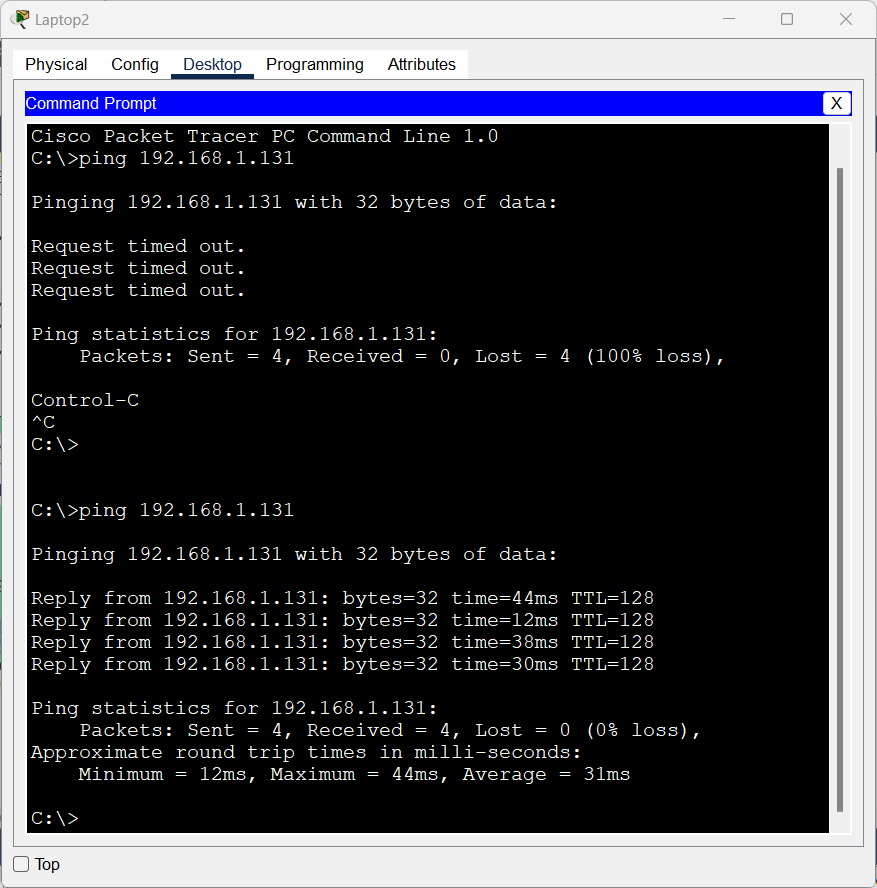 Laptop2
Physical Config Desktop Programming Attributes
Command Prompt X
Cisco Packet Tracer PC Command Line 1.0
C:\>ping 192.168.1.131
Pinging 192.168.1.131 with 32 bytes of data:
Request timed out.
Request timed out.
Request timed out.
Ping statistics for 192.168.1.131:
Packets: Sent = 4, Received = 0, Lost = 4 (100% loss),
Control-C
^C
C:\>
C:\>ping 192.168.1.131
Pinging 192.168.1.131 with 32 bytes of data:
Reply from 192.168.1.131: bytes=32 time=44ms TTL=128
Reply from 192.168.1.131: bytes=32 time=12ms TTL=128
Reply from 192.168.1.131: bytes=32 time=38ms TTL=128
Reply from 192.168.1.131: bytes=32 time=30ms TTL=128
Ping statistics for 192.168.1.131:
Packets: Sent = 4, Received = 4, Lost = 0 (0% loss),
Approximate round trip times in milli-seconds:
Minimum = 12ms, Maximum = 44ms, Average = 31ms
C:\>
Top